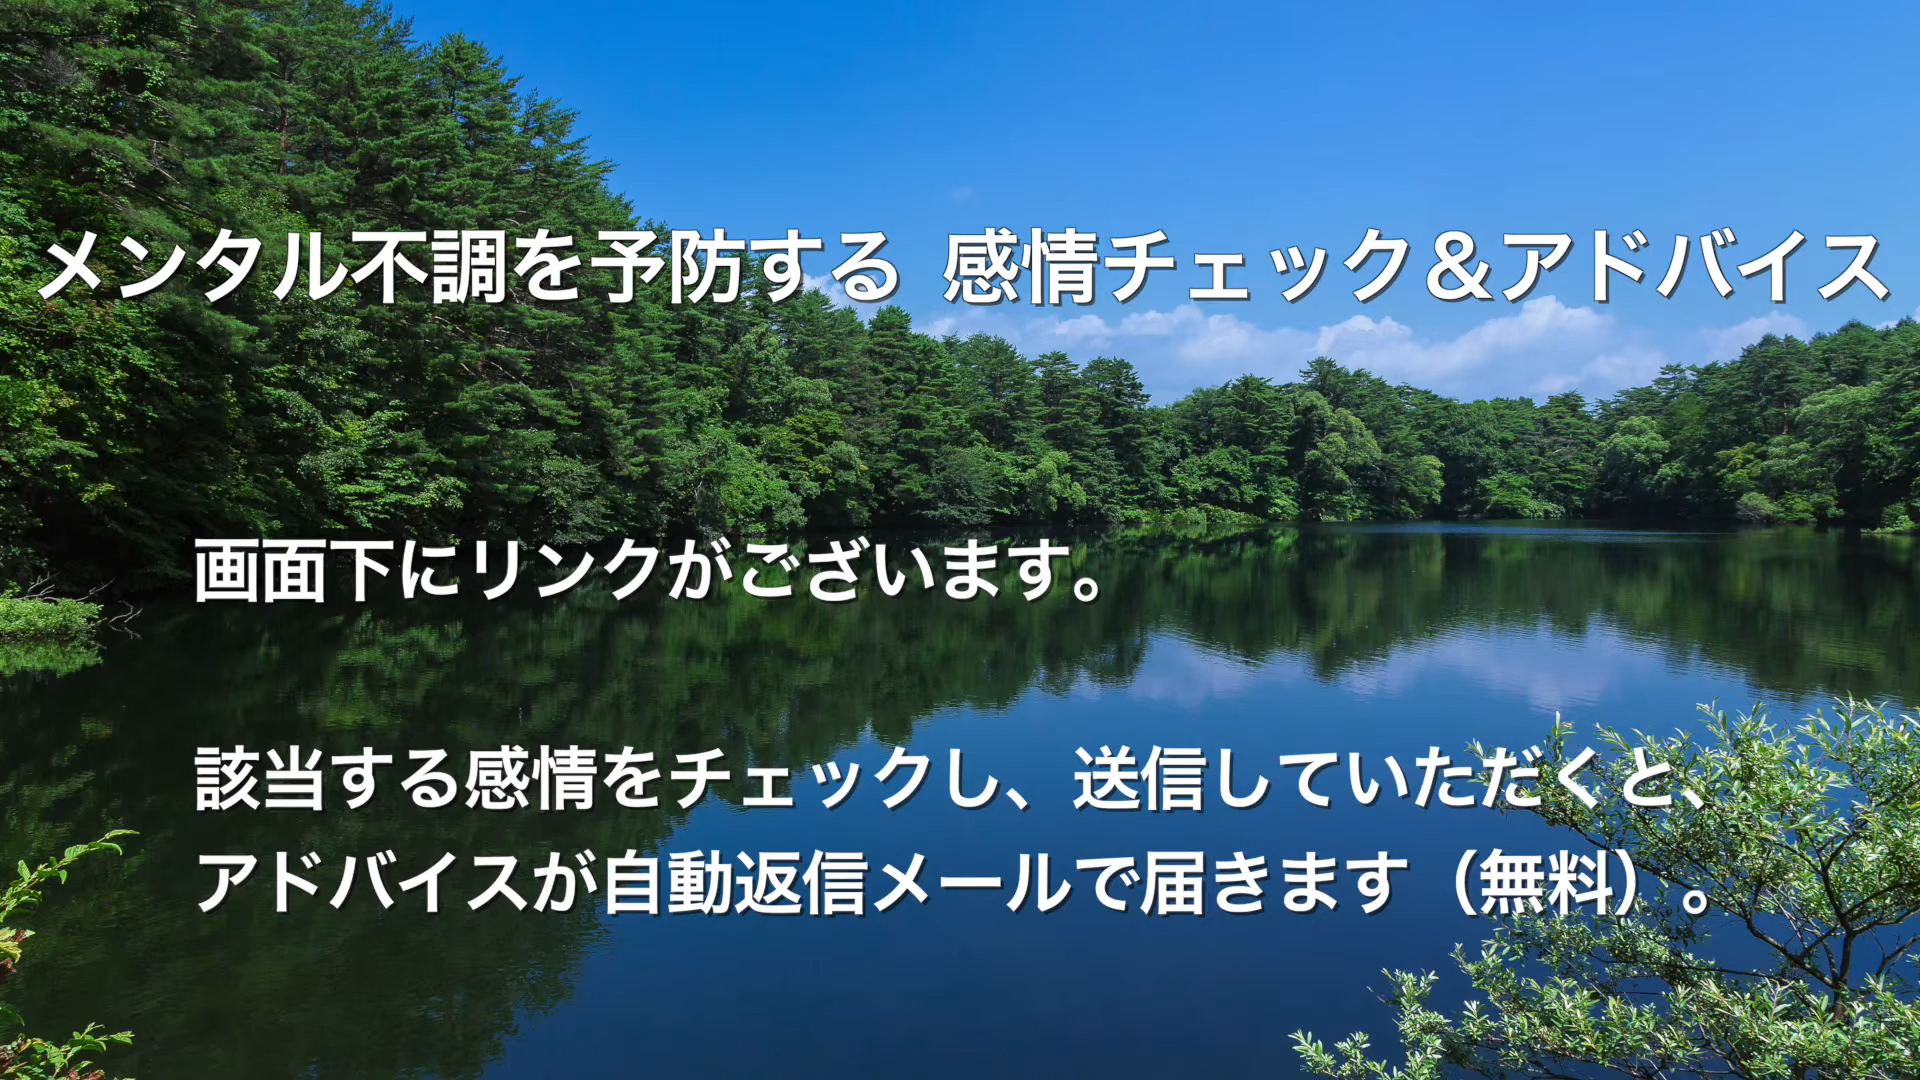 メンタル不調を予防する 感情チェック＆アドバイス
画面下にリンクがございます。
該当する感情をチェックし、送信していただくと、
アドバイスが自動返信メールで届きます（無料）。